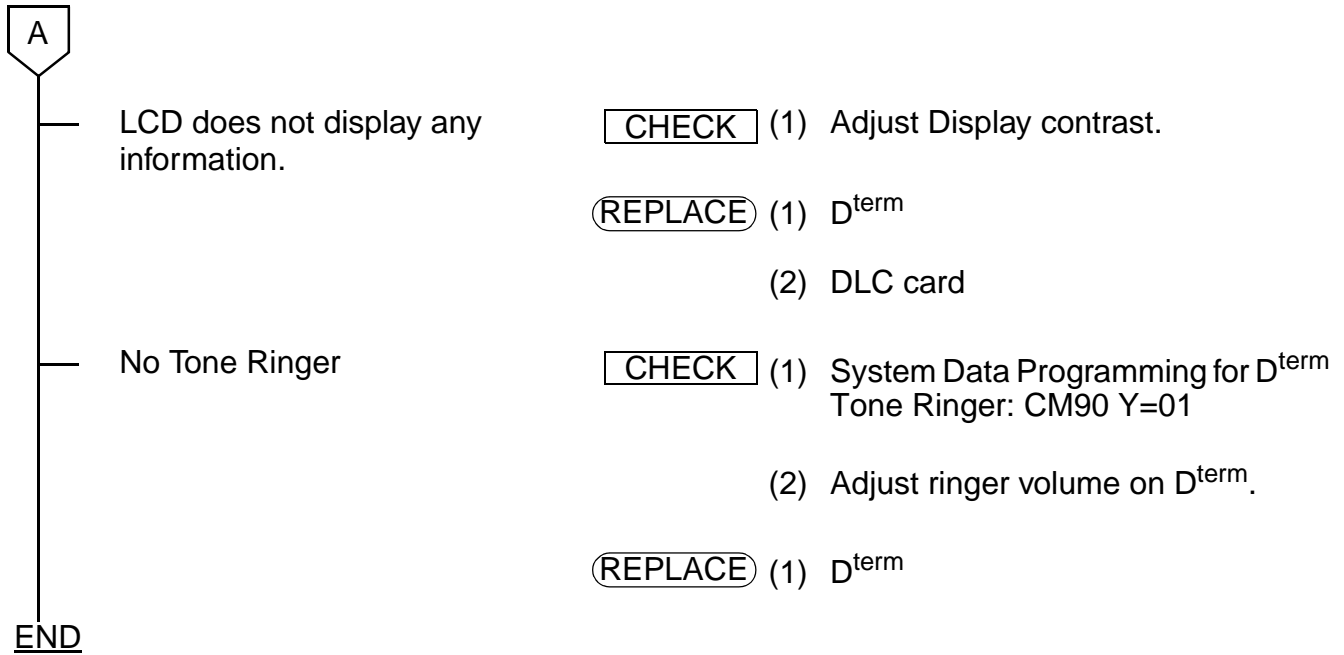 A
LCD does not display any
information.
CHECK (1) Adjust Display contrast.
REPLACE (1) Dterm
(2) DLC card
No Tone Ringer
CHECK (1) System Data Programming for Dterm
Tone Ringer: CM90 Y=01
(2) Adjust ringer volume on Dterm.
REPLACE (1) Dterm
END